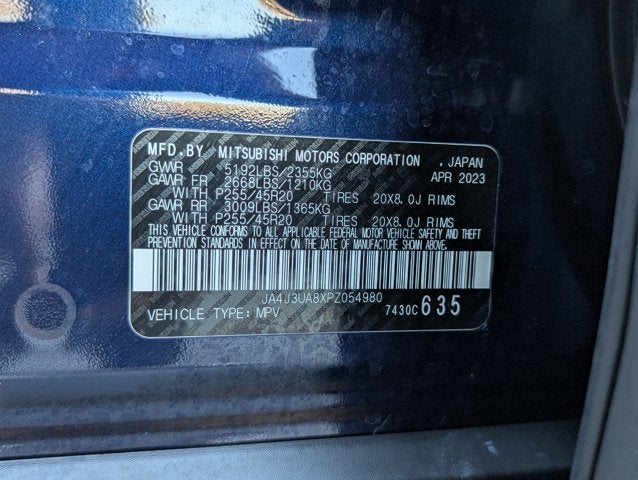 MFD.BY MITSUBISHI MOTORS CORPORATION . JAPAN
GVWR 5192LBS/2355KG APR 2023
GAWR FR 2668LBS/1210KG
WITH P255/45R20 TIRES 20X8.0J RIMS
GAWR RR 3009LBS/1365KG
WITH P255/45R20 TIRES 20X8.0J RIMS
THIS VEHICLE CONFORMS TO ALL APPLICABLE FEDERAL MOTOR VEHICLE SAFETY AND THEFT
PREVENTION STANDARDS IN EFFECT ON THE DATE OF MANUFACTURE SHOWN ABOVE.
JA4J3UA8XPZ054980
VEHICLE TYPE: MPV 7430C 635